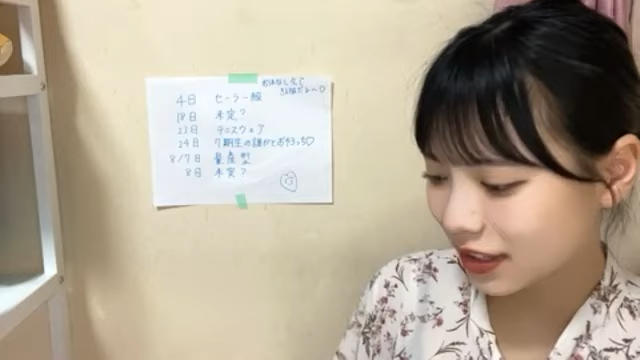 4日 セーラー服
18日 未定？
23日 テニスウェア
24日 7期生の誰かとおそろっち♡
8/7日 量産型
8日 未定？